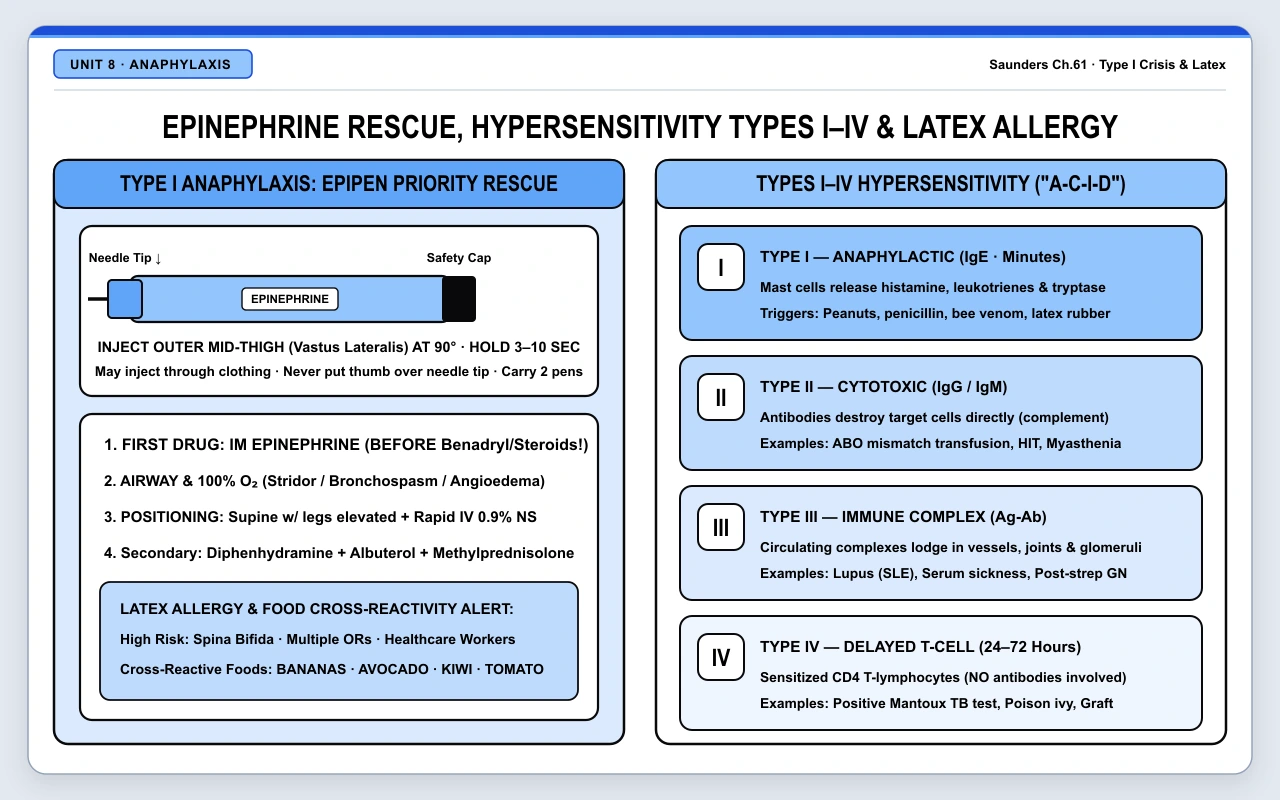 UNIT 8 · ANAPHYLAXIS
Saunders Ch.61 · Type I Crisis & Latex
EPINEPHRINE RESCUE, HYPERSENSITIVITY TYPES I–IV & LATEX ALLERGY
TYPE I ANAPHYLAXIS: EPIPEN PRIORITY RESCUE
Needle Tip ↓
Safety Cap
EPINEPHRINE
INJECT OUTER MID-THIGH (Vastus Lateralis) AT 90° · HOLD 3–10 SEC
May inject through clothing · Never put thumb over needle tip · Carry 2 pens
1. FIRST DRUG: IM EPINEPHRINE (BEFORE Benadryl/Steroids!)
2. AIRWAY & 100% O₂ (Stridor / Bronchospasm / Angioedema)
3. POSITIONING: Supine w/ legs elevated + Rapid IV 0.9% NS
4. Secondary: Diphenhydramine + Albuterol + Methylprednisolone
LATEX ALLERGY & FOOD CROSS-REACTIVITY ALERT:
High Risk: Spina Bifida · Multiple ORs · Healthcare Workers
Cross-Reactive Foods: BANANAS · AVOCADO · KIWI · TOMATO
TYPES I–IV HYPERSENSITIVITY ("A-C-I-D")
I
TYPE I — ANAPHYLACTIC (IgE · Minutes)
Mast cells release histamine, leukotrienes & tryptase
Triggers: Peanuts, penicillin, bee venom, latex rubber
II
TYPE II — CYTOTOXIC (IgG / IgM)
Antibodies destroy target cells directly (complement)
Examples: ABO mismatch transfusion, HIT, Myasthenia
III
TYPE III — IMMUNE COMPLEX (Ag-Ab)
Circulating complexes lodge in vessels, joints & glomeruli
Examples: Lupus (SLE), Serum sickness, Post-strep GN
IV
TYPE IV — DELAYED T-CELL (24–72 Hours)
Sensitized CD4 T-lymphocytes (NO antibodies involved)
Examples: Positive Mantoux TB test, Poison ivy, Graft